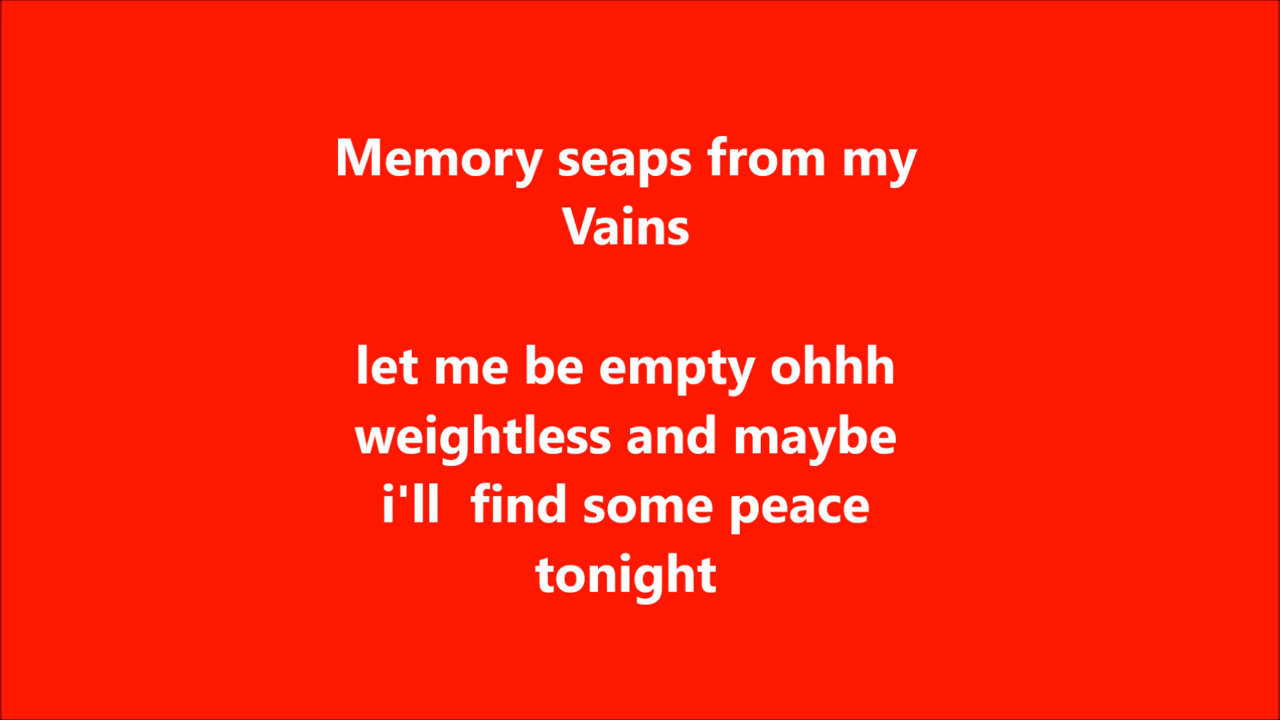 Memory seaps from my
Vains
let me be empty ohhh
weightless and maybe
i'll  find some peace
tonight